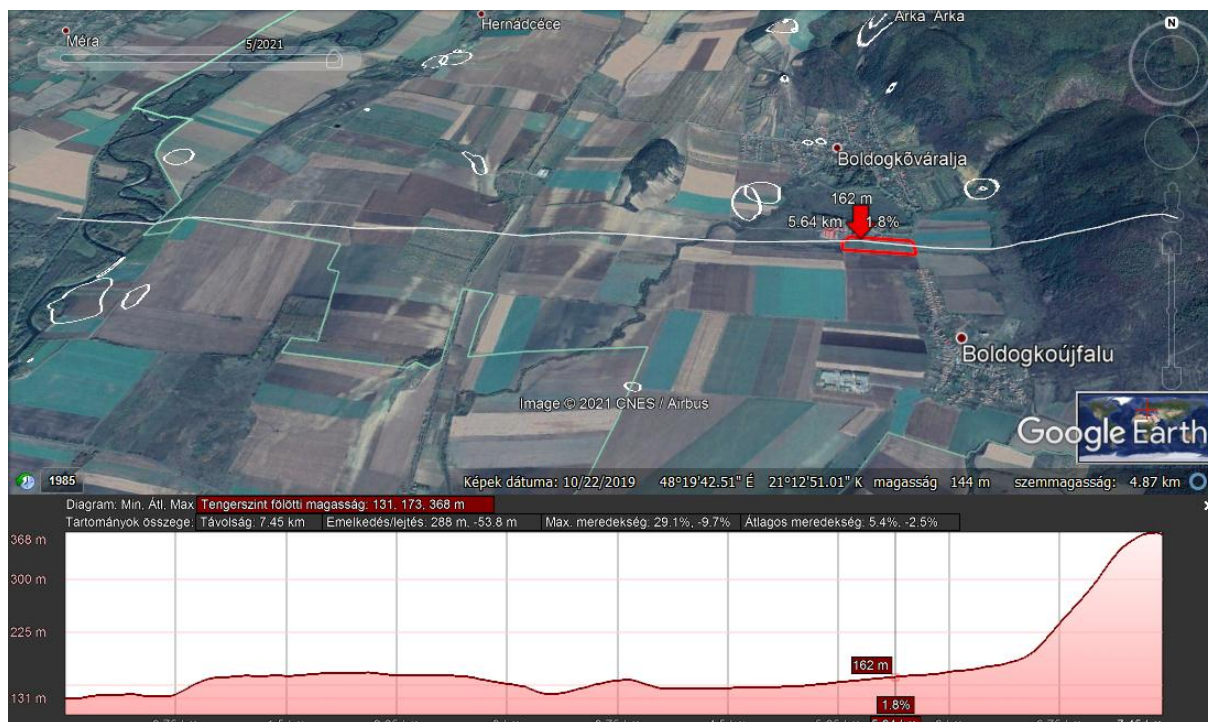 Arka Arka
Hernádcéce
Méra
5/2021
N
Boldogkõváralja
162 m
5.64 km 1.8%
Boldogkoújfalu
Image © 2021 CNES / Airbus
Google Earth
1985
Képek dátuma: 10/22/2019 48°19'42.51" É 21°12'51.01" K magasság 144 m szemmagasság: 4.87 km
Diagram: Min. Átl. Max Tengerszint fölötti magasság: 131, 173, 368 m
Tartományok összege: Távolság: 7.45 km Emelkedés/lejtés: 288 m, -53.8 m Max. meredekség: 29.1%, -9.7% Átlagos meredekség: 5.4%, -2.5%
368 m
300 m
225 m
162 m
131 m
1.8%